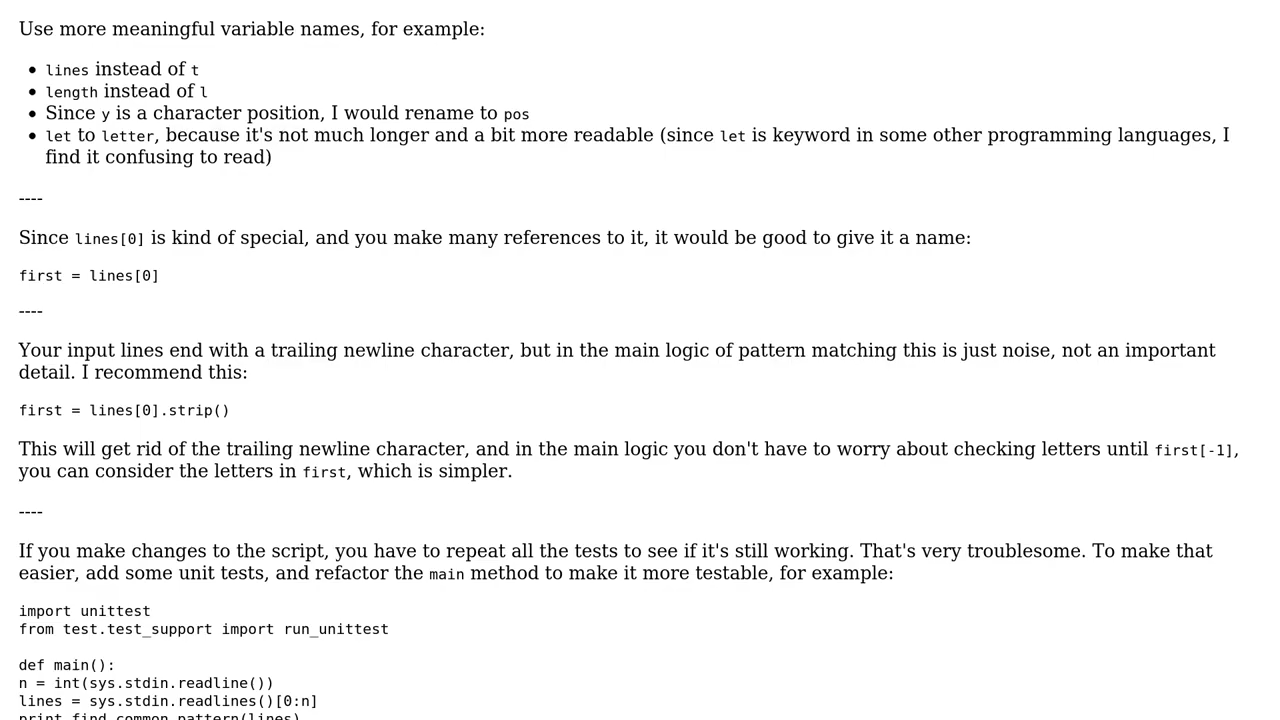 Use more meaningful variable names, for example:
• lines instead of t
• length instead of l
• Since y is a character position, I would rename to pos
• let to letter, because it's not much longer and a bit more readable (since let is keyword in some other programming languages, I
find it confusing to read)
----
Since lines[0] is kind of special, and you make many references to it, it would be good to give it a name:
first = lines[0]
----
Your input lines end with a trailing newline character, but in the main logic of pattern matching this is just noise, not an important
detail. I recommend this:
first = lines[0].strip()
This will get rid of the trailing newline character, and in the main logic you don't have to worry about checking letters until first[-1],
you can consider the letters in first, which is simpler.
----
If you make changes to the script, you have to repeat all the tests to see if it's still working. That's very troublesome. To make that
easier, add some unit tests, and refactor the main method to make it more testable, for example:
import unittest
from test.test_support import run_unittest
def main():
n = int(sys.stdin.readline())
lines = sys.stdin.readlines()[0:n]
print find_common_pattern(lines)